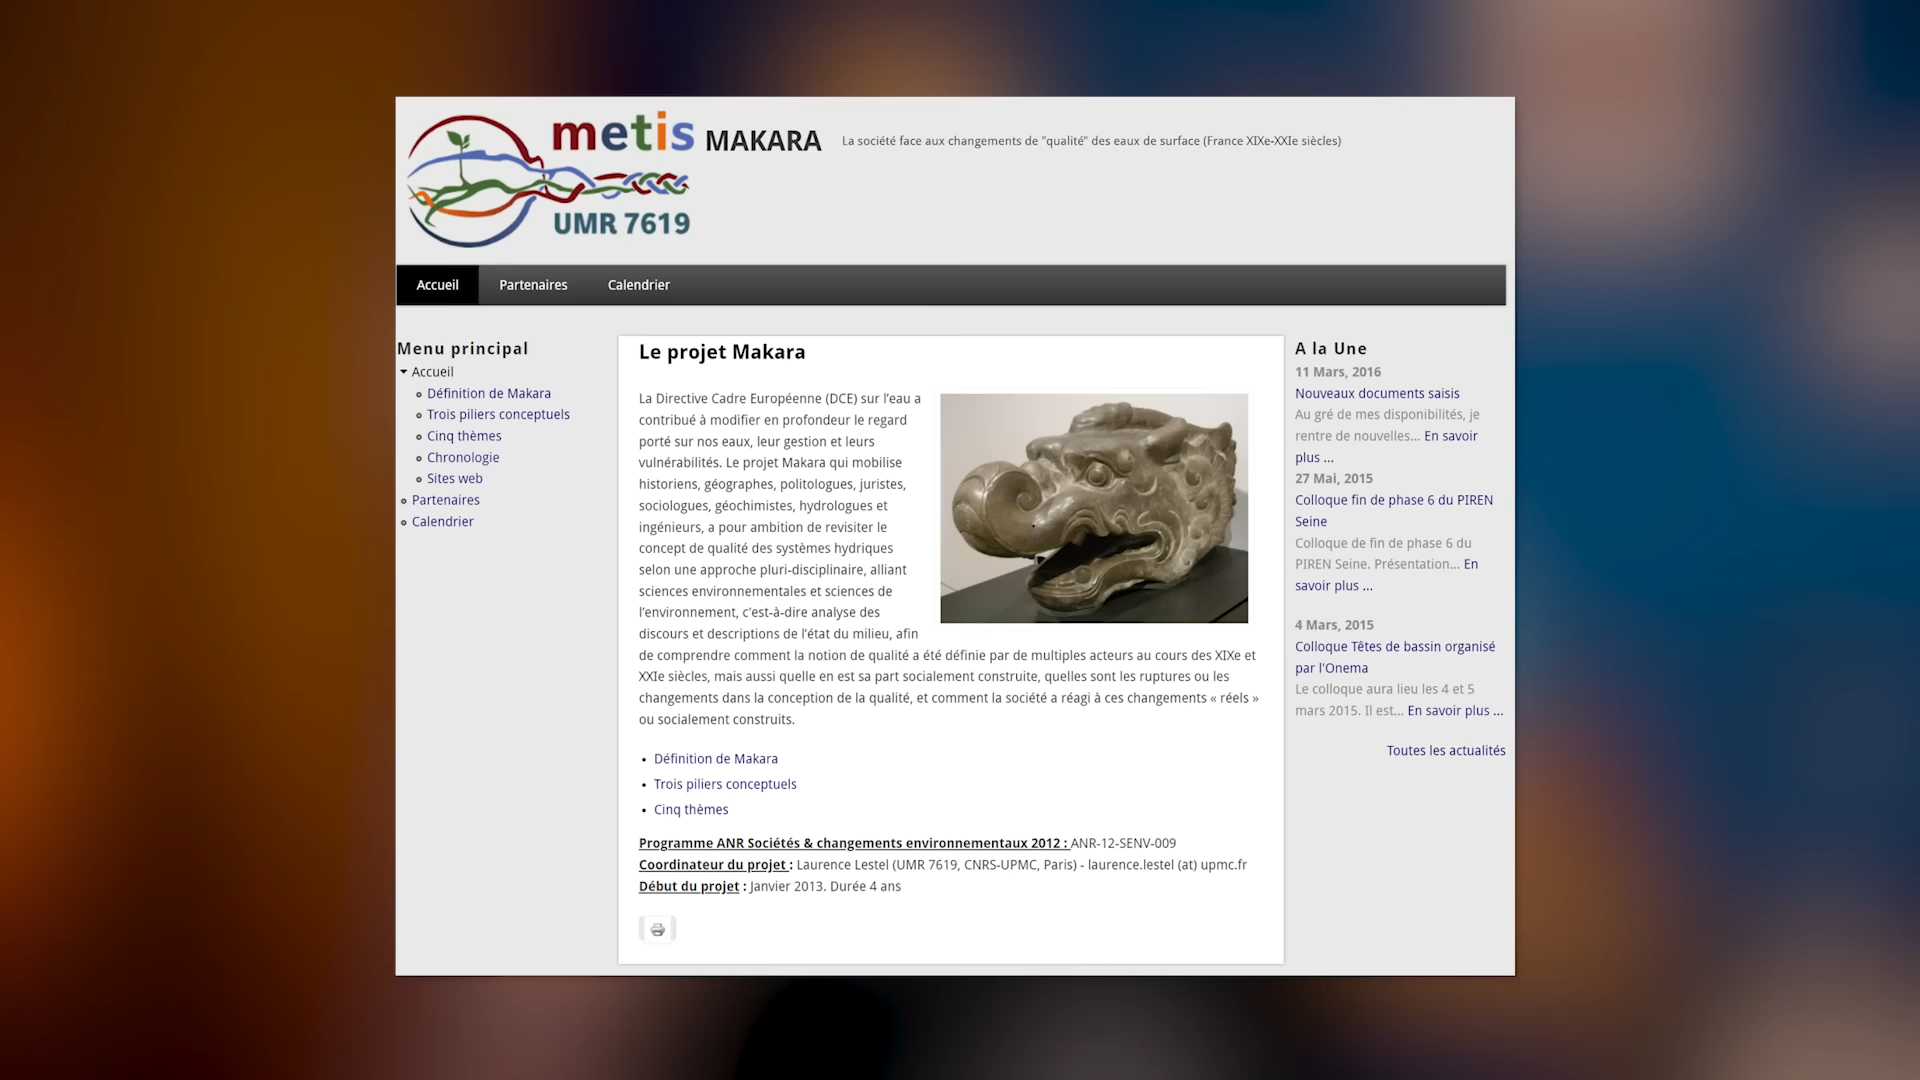 metis MAKARA La société face aux changements de "qualité" des eaux de surface (France XIXe-XXIe siècles)
UMR 7619
Accueil Partenaires Calendrier
Menu principal
Accueil
Définition de Makara
Trois piliers conceptuels
Cinq thèmes
Chronologie
Sites web
Partenaires
Calendrier
Le projet Makara
La Directive Cadre Européenne (DCE) sur l’eau a
contribué à modifier en profondeur le regard
porté sur nos eaux, leur gestion et leurs
vulnérabilités. Le projet Makara qui mobilise
historiens, géographes, politologues, juristes,
sociologues, géochimistes, hydrologues et
ingénieurs, a pour ambition de revisiter le
concept de qualité des systèmes hydriques
selon une approche pluri-disciplinaire, alliant
sciences environnementales et sciences de
l’environnement, c’est-à-dire analyse des
discours et descriptions de l’état du milieu, afin
de comprendre comment la notion de qualité a été définie par de multiples acteurs au cours des XIXe et
XXIe siècles, mais aussi quelle en est sa part socialement construite, quelles sont les ruptures ou les
changements dans la conception de la qualité, et comment la société a réagi à ces changements « réels »
ou socialement construits.
Définition de Makara
Trois piliers conceptuels
Cinq thèmes
Programme ANR Sociétés & changements environnementaux 2012 : ANR-12-SENV-009
Coordinateur du projet : Laurence Lestel (UMR 7619, CNRS-UPMC, Paris) - laurence.lestel (at) upmc.fr
Début du projet : Janvier 2013. Durée 4 ans
A la Une
11 Mars, 2016
Nouveaux documents saisis
Au gré de mes disponibilités, je
rentre de nouvelles... En savoir
plus ...
27 Mai, 2015
Colloque fin de phase 6 du PIREN
Seine
Colloque de fin de phase 6 du
PIREN Seine. Présentation... En
savoir plus ...
4 Mars, 2015
Colloque Têtes de bassin organisé
par l'Onema
Le colloque aura lieu les 4 et 5
mars 2015. Il est... En savoir plus ...
Toutes les actualités